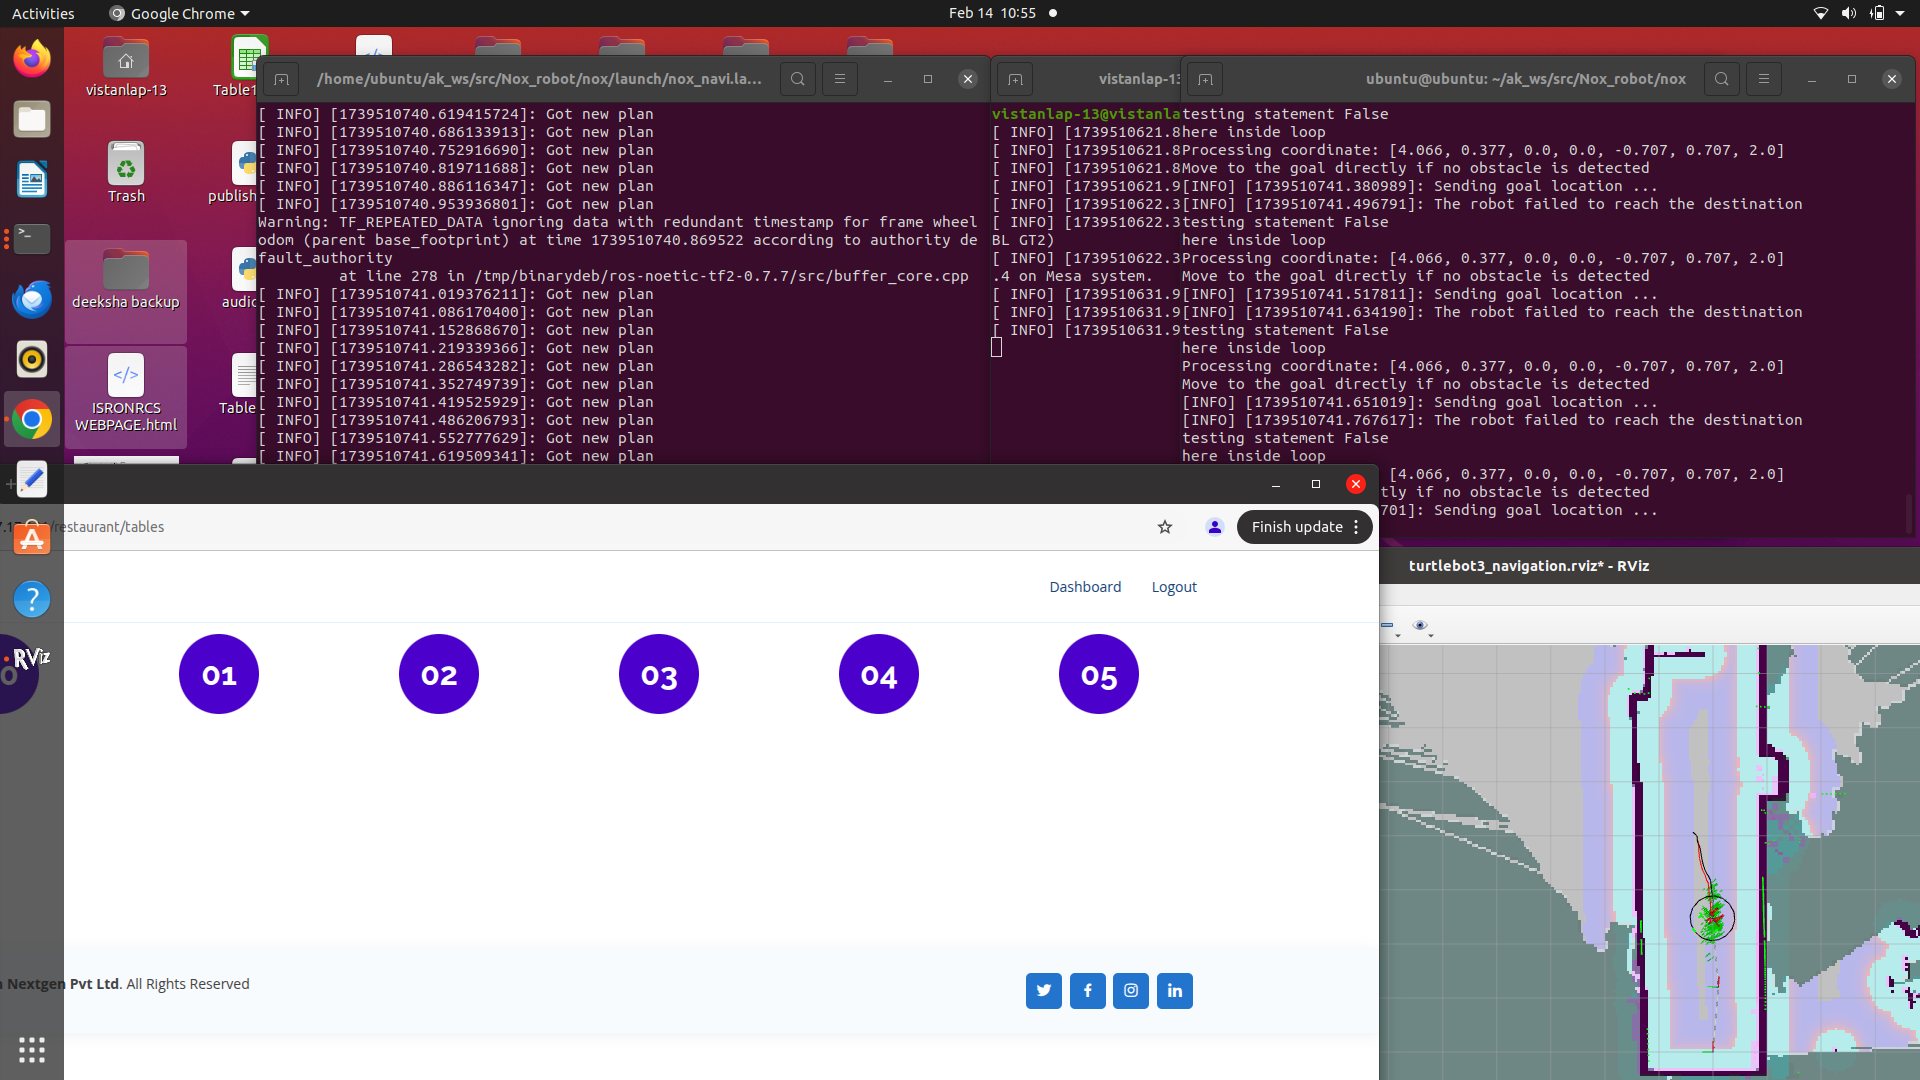 Activities
Google Chrome
Feb 14 10:55
vistanlap-13
Trash
deeksha backup
ISRONRCS
WEBPAGE.html
publish
audio
Table
/home/ubuntu/ak_ws/src/Nox_robot/nox/launch/nox_navi.la...
[ INFO] [1739510740.619415724]: Got new plan
[ INFO] [1739510740.686133913]: Got new plan
[ INFO] [1739510740.752916690]: Got new plan
[ INFO] [1739510740.819711688]: Got new plan
[ INFO] [1739510740.886116347]: Got new plan
[ INFO] [1739510740.953936801]: Got new plan
Warning: TF_REPEATED_DATA ignoring data with redundant timestamp for frame wheel
odom (parent base_footprint) at time 1739510740.869522 according to authority de
fault_authority
at line 278 in /tmp/binarydeb/ros-noetic-tf2-0.7.7/src/buffer_core.cpp
[ INFO] [1739510741.019376211]: Got new plan
[ INFO] [1739510741.086170400]: Got new plan
[ INFO] [1739510741.152868670]: Got new plan
[ INFO] [1739510741.219339366]: Got new plan
[ INFO] [1739510741.286543282]: Got new plan
[ INFO] [1739510741.352749739]: Got new plan
[ INFO] [1739510741.419525929]: Got new plan
[ INFO] [1739510741.486206793]: Got new plan
[ INFO] [1739510741.552777629]: Got new plan
[ INFO] [1739510741.619509341]: Got new plan
vistanlap-13
vistanlap-13@vistanla
[ INFO] [1739510621.8
[ INFO] [1739510621.8
[ INFO] [1739510621.8
[ INFO] [1739510621.9
[ INFO] [1739510622.3
[ INFO] [1739510622.3
BL GT2)
[ INFO] [1739510622.3
.4 on Mesa system.
[ INFO] [1739510631.9
[ INFO] [1739510631.9
[ INFO] [1739510631.9
ubuntu@ubuntu: ~/ak_ws/src/Nox_robot/nox
testing statement False
here inside loop
Processing coordinate: [4.066, 0.377, 0.0, 0.0, -0.707, 0.707, 2.0]
Move to the goal directly if no obstacle is detected
[INFO] [1739510741.380989]: Sending goal location ...
[INFO] [1739510741.496791]: The robot failed to reach the destination
testing statement False
here inside loop
Processing coordinate: [4.066, 0.377, 0.0, 0.0, -0.707, 0.707, 2.0]
Move to the goal directly if no obstacle is detected
[INFO] [1739510741.517811]: Sending goal location ...
[INFO] [1739510741.634190]: The robot failed to reach the destination
testing statement False
here inside loop
Processing coordinate: [4.066, 0.377, 0.0, 0.0, -0.707, 0.707, 2.0]
Move to the goal directly if no obstacle is detected
[INFO] [1739510741.651019]: Sending goal location ...
[INFO] [1739510741.767617]: The robot failed to reach the destination
testing statement False
here inside loop
[4.066, 0.377, 0.0, 0.0, -0.707, 0.707, 2.0]
tly if no obstacle is detected
701]: Sending goal location ...
/restaurant/tables
Finish update
Dashboard
Logout
01
02
03
04
05
Nextgen Pvt Ltd. All Rights Reserved
RViz
turtlebot3_navigation.rviz* - RViz